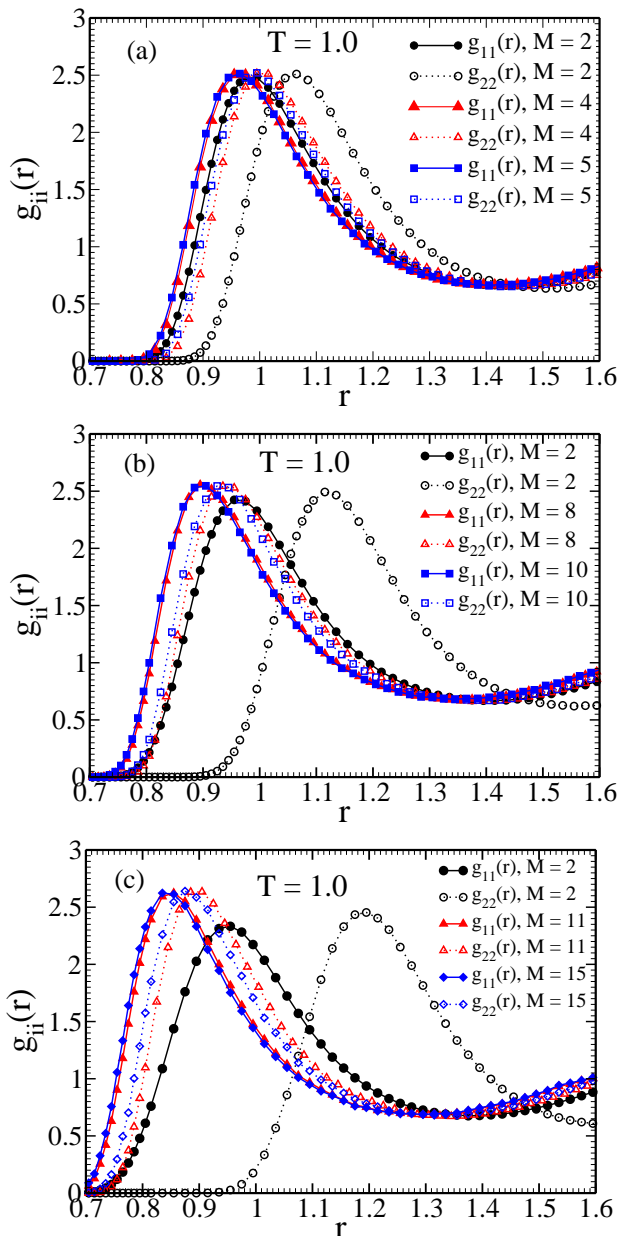 (a)
T = 1.0
g11(r), M = 2
g22(r), M = 2
g11(r), M = 4
g22(r), M = 4
g11(r), M = 5
g22(r), M = 5
gii(r)
3
2.5
2
1.5
1
0.5
0
0.7 0.8 0.9 1 1.1 1.2 1.3 1.4 1.5 1.6
r
(b)
T = 1.0
g11(r), M = 2
g22(r), M = 2
g11(r), M = 8
g22(r), M = 8
g11(r), M = 10
g22(r), M = 10
gii(r)
3
2.5
2
1.5
1
0.5
0
0.7 0.8 0.9 1 1.1 1.2 1.3 1.4 1.5 1.6
r
(c)
T = 1.0
g11(r), M = 2
g22(r), M = 2
g11(r), M = 11
g22(r), M = 11
g11(r), M = 15
g22(r), M = 15
gii(r)
3
2.5
2
1.5
1
0.5
0
0.7 0.8 0.9 1 1.1 1.2 1.3 1.4 1.5 1.6
r